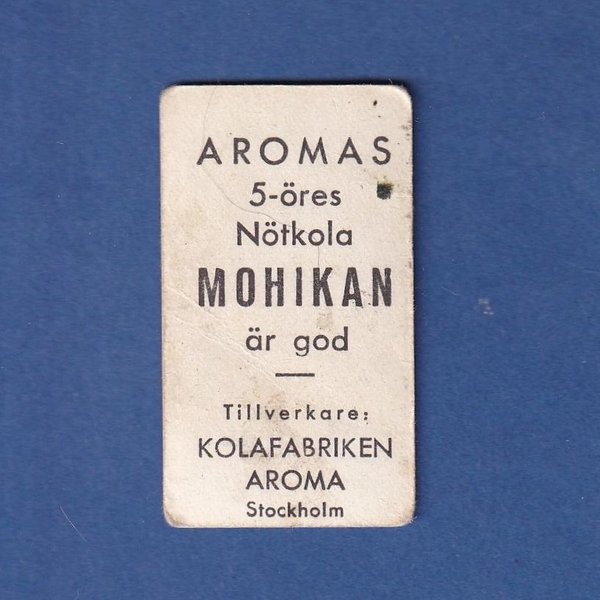 AROMAS
5-öres
Nötkola
MOHIKAN
är god
Tillverkare:
KOLAFABRIKEN
AROMA
Stockholm